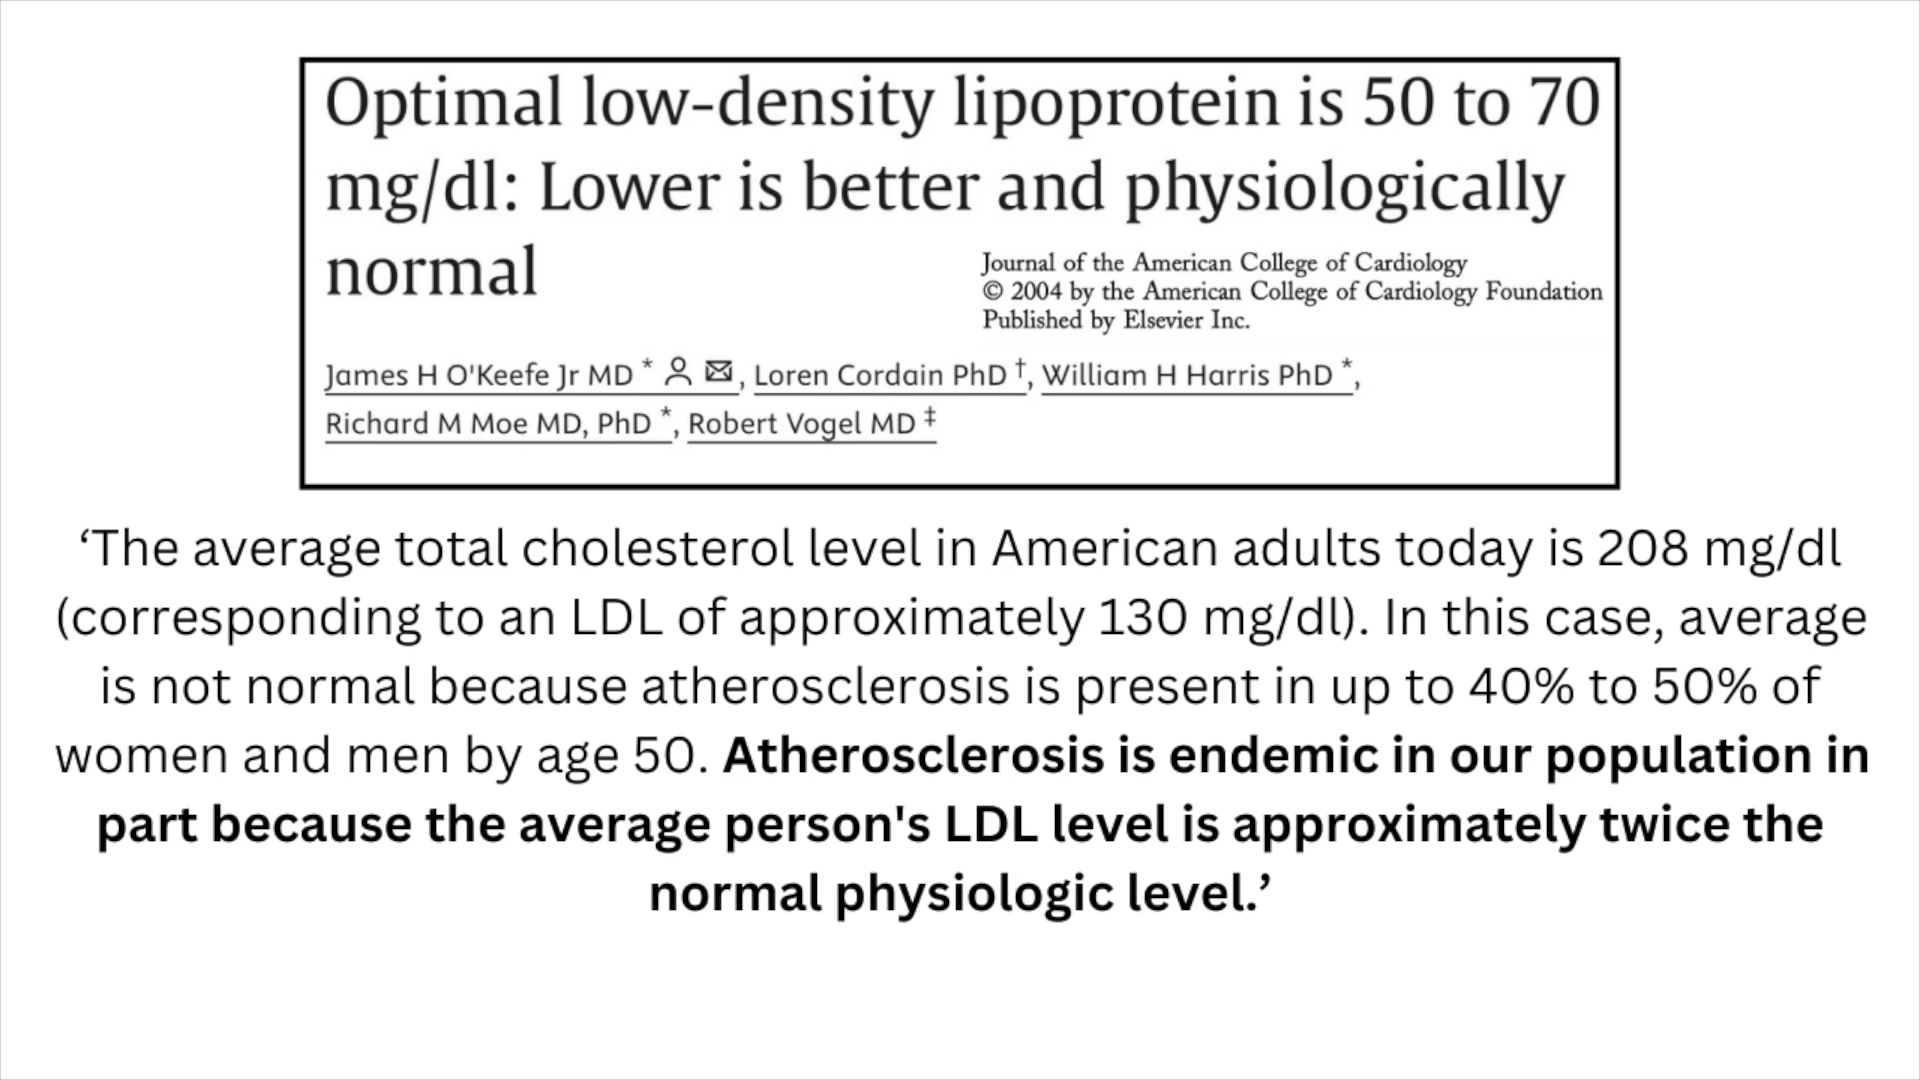 Optimal low-density lipoprotein is 50 to 70
mg/dl: Lower is better and physiologically
normal
Journal of the American College of Cardiology
© 2004 by the American College of Cardiology Foundation
Published by Elsevier Inc.
James H O'Keefe Jr MD *, Loren Cordain PhD †, William H Harris PhD *,
Richard M Moe MD, PhD *, Robert Vogel MD ‡
‘The average total cholesterol level in American adults today is 208 mg/dl
(corresponding to an LDL of approximately 130 mg/dl). In this case, average
is not normal because atherosclerosis is present in up to 40% to 50% of
women and men by age 50. Atherosclerosis is endemic in our population in
part because the average person's LDL level is approximately twice the
normal physiologic level.’